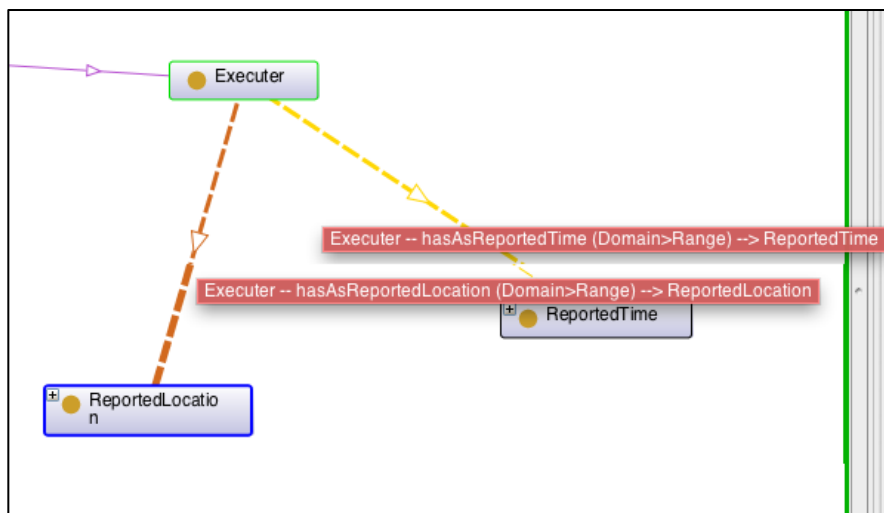 Executer
Executer -- hasAsReportedTime (Domain>Range) --> ReportedTime
Executer -- hasAsReportedLocation (Domain>Range) --> ReportedLocation
ReportedTime
ReportedLocatio
n